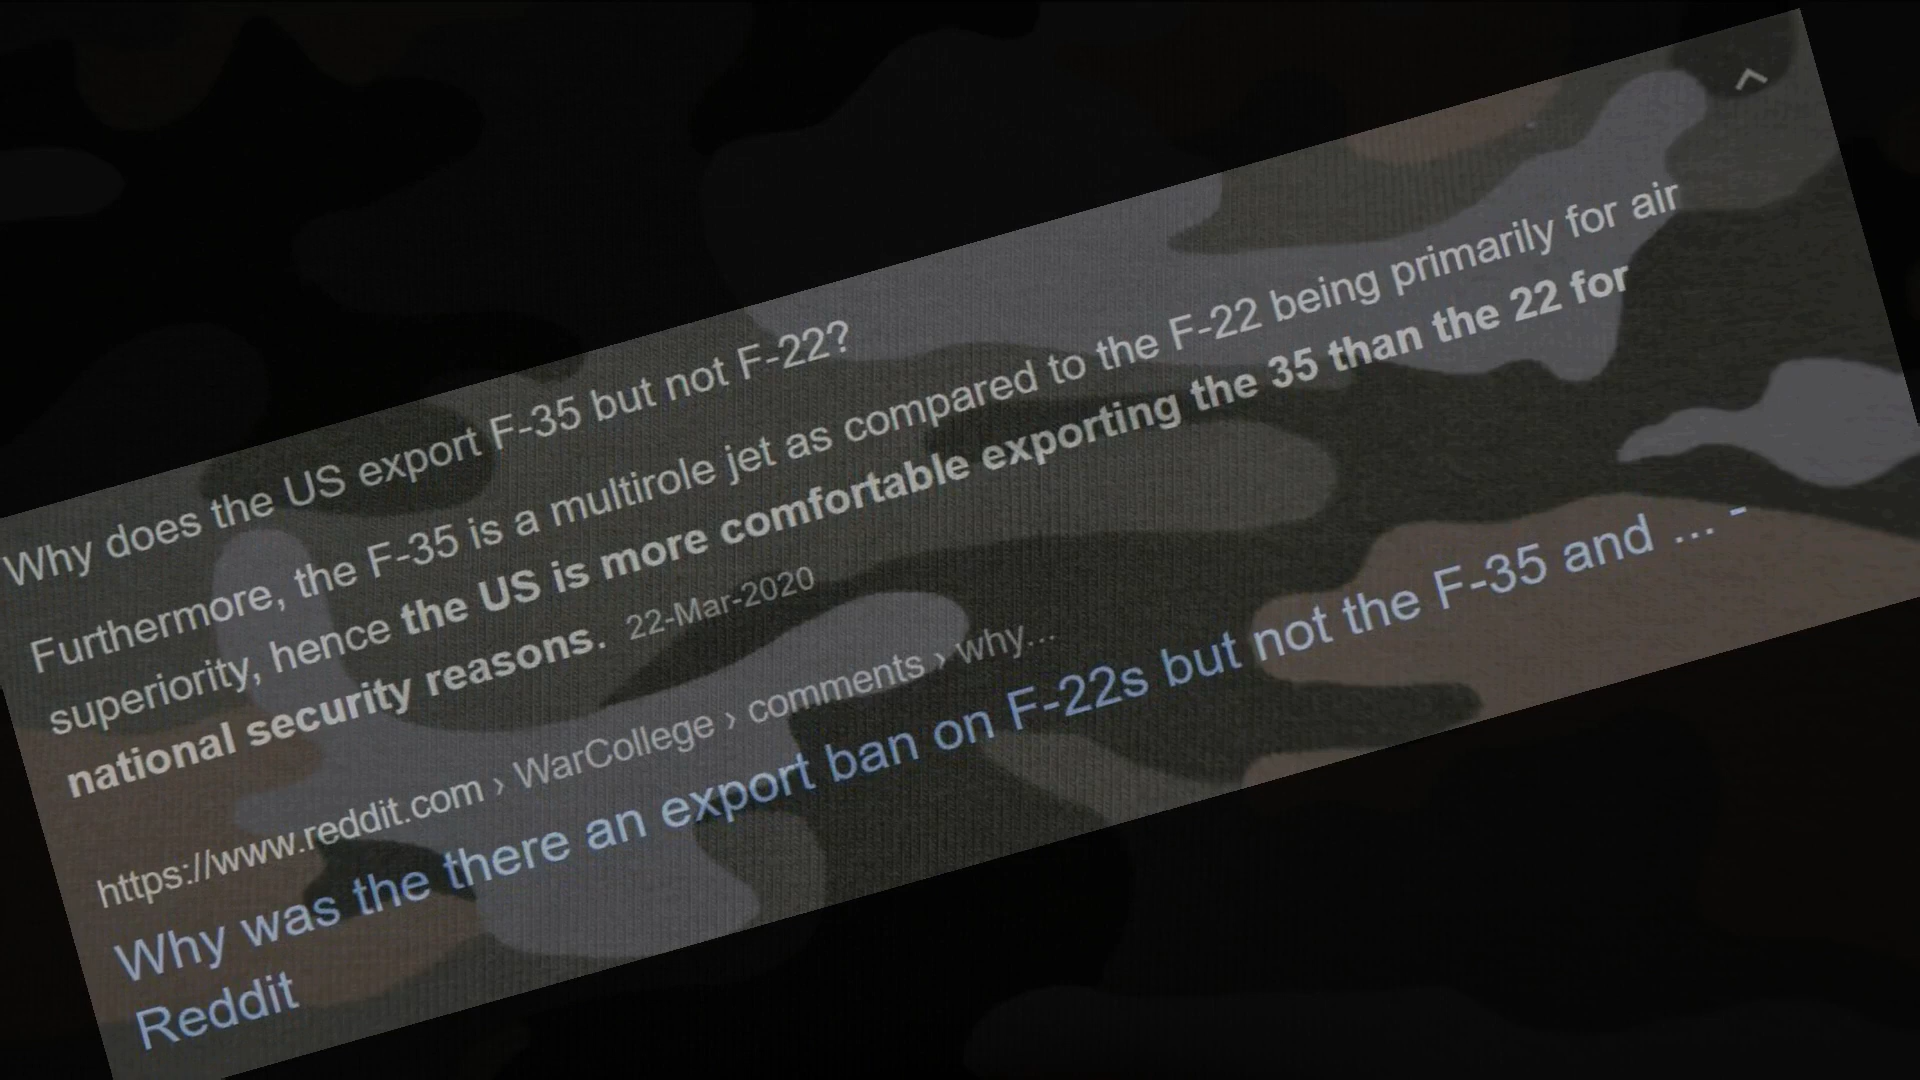 Why does the US export F-35 but not F-22?
Furthermore, the F-35 is a multirole jet as compared to the F-22 being primarily for air
superiority, hence the US is more comfortable exporting the 35 than the 22 for
national security reasons. 22-Mar-2020
https://www.reddit.com › WarCollege › comments › why...
Why was the there an export ban on F-22s but not the F-35 and ... -
Reddit